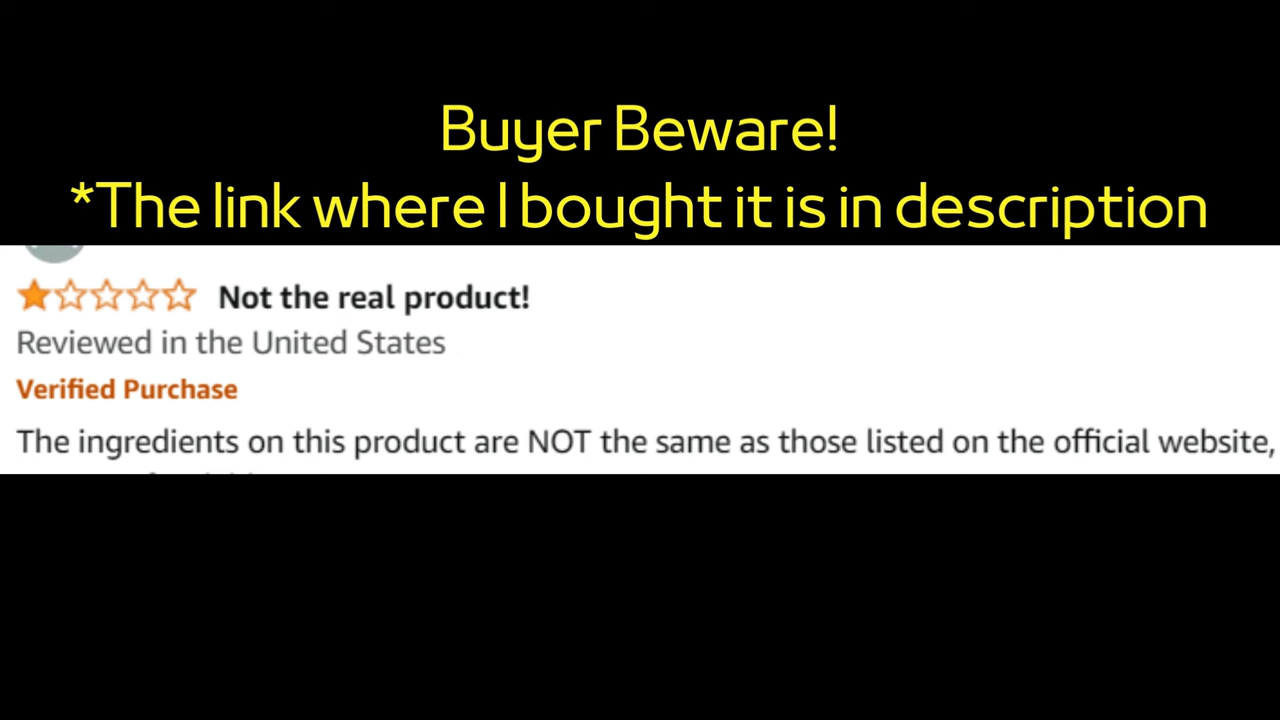 Buyer Beware!
*The link where I bought it is in description
Not the real product!
Reviewed in the United States
Verified Purchase
The ingredients on this product are NOT the same as those listed on the official website,